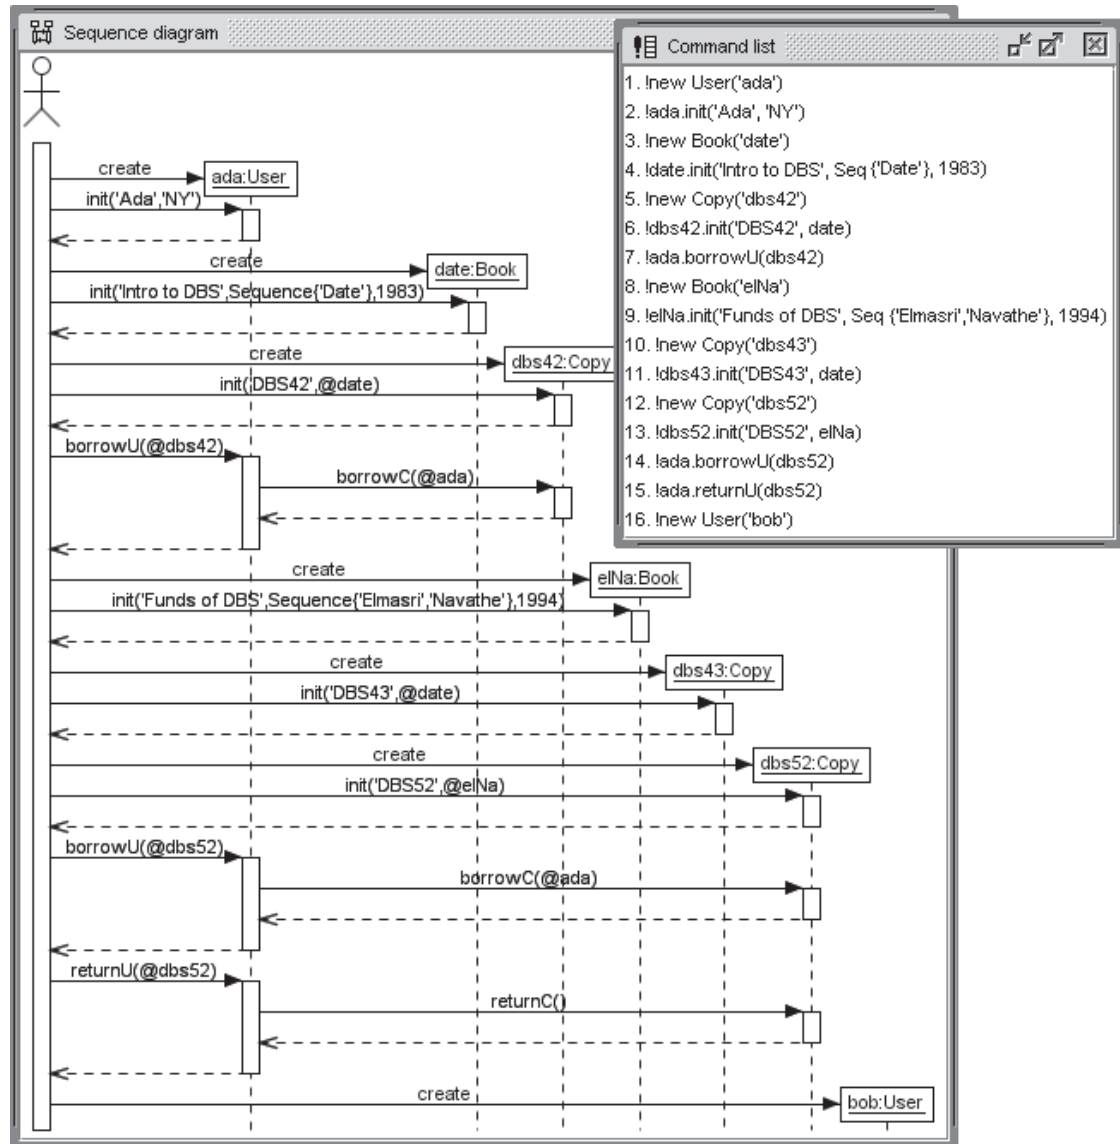 Sequence diagram
Command list
1. !new User('ada')
2. !ada.init('Ada', 'NY')
3. !new Book('date')
4. !date.init('Intro to DBS', Seq {'Date'}, 1983)
5. !new Copy('dbs42')
6. !dbs42.init('DBS42', date)
7. !ada.borrowU(dbs42)
8. !new Book('elNa')
9. !elNa.init('Funds of DBS', Seq {'Elmasri','Navathe'}, 1994)
10. !new Copy('dbs43')
11. !dbs43.init('DBS43', date)
12. !new Copy('dbs52')
13. !dbs52.init('DBS52', elNa)
14. !ada.borrowU(dbs52)
15. !ada.returnU(dbs52)
16. !new User('bob')
create
ada:User
init('Ada','NY')
create
date:Book
init('Intro to DBS',Sequence{'Date'},1983)
create
dbs42:Copy
init('DBS42',@date)
borrowU(@dbs42)
borrowC(@ada)
create
elNa:Book
init('Funds of DBS',Sequence{'Elmasri','Navathe'},1994)
create
dbs43:Copy
init('DBS43',@date)
create
dbs52:Copy
init('DBS52',@elNa)
borrowU(@dbs52)
borrowC(@ada)
returnU(@dbs52)
returnC()
create
bob:User